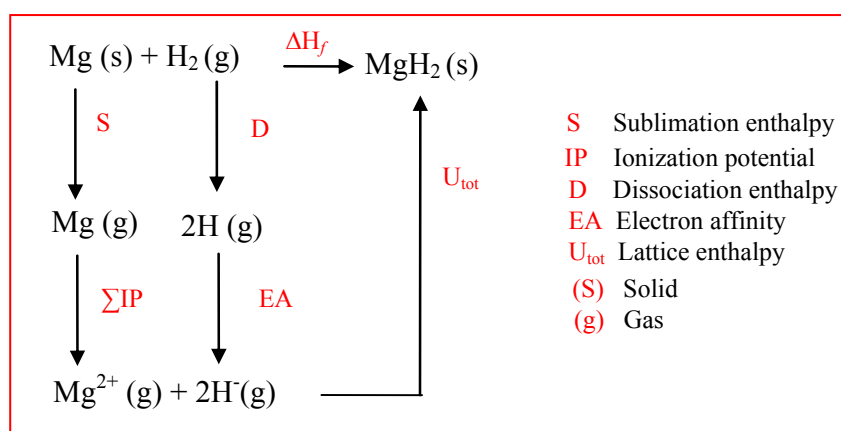 Mg (s) + H₂ (g)
ΔH𝑓
MgH₂ (s)
S
D
Uₜₒₜ
Mg (g)
2H (g)
∑IP
EA
Mg²⁺ (g) + 2H⁻(g)
S Sublimation enthalpy
IP Ionization potential
D Dissociation enthalpy
EA Electron affinity
Uₜₒₜ Lattice enthalpy
(S) Solid
(g) Gas